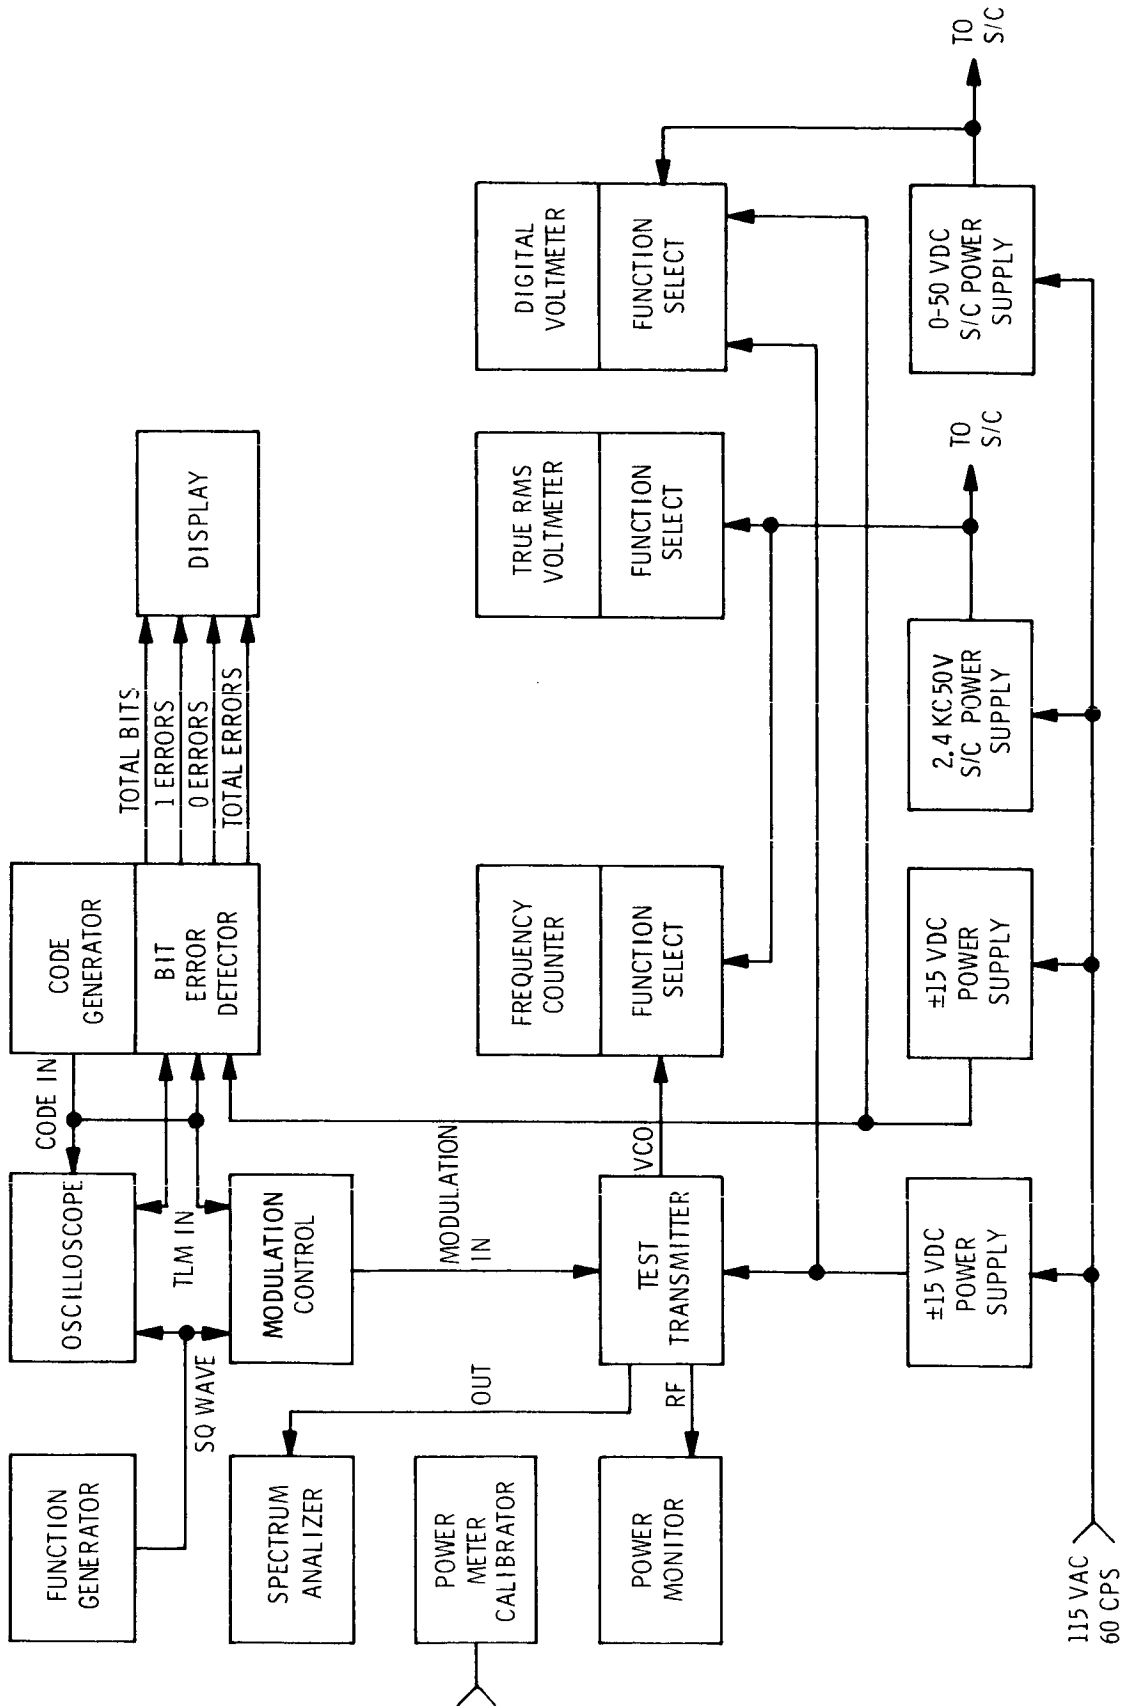 FUNCTION
GENERATOR
SQ WAVE
OSCILLOSCOPE
CODE IN
CODE
GENERATOR
BIT
ERROR
DETECTOR
TOTAL BITS
1 ERRORS
0 ERRORS
TOTAL ERRORS
DISPLAY
TLM IN
SPECTRUM
ANALIZER
MODULATION
CONTROL
MODULATION
IN
OUT
POWER
METER
CALIBRATOR
POWER
MONITOR
RF
TEST
TRANSMITTER
VCO
FREQUENCY
COUNTER
FUNCTION
SELECT
TRUE RMS
VOLTMETER
FUNCTION
SELECT
DIGITAL
VOLTMETER
FUNCTION
SELECT
±15 VDC
POWER
SUPPLY
±15 VDC
POWER
SUPPLY
2.4 KC50V
S/C POWER
SUPPLY
TO
S/C
0-50 VDC
S/C POWER
SUPPLY
TO
S/C
115 VAC
60 CPS